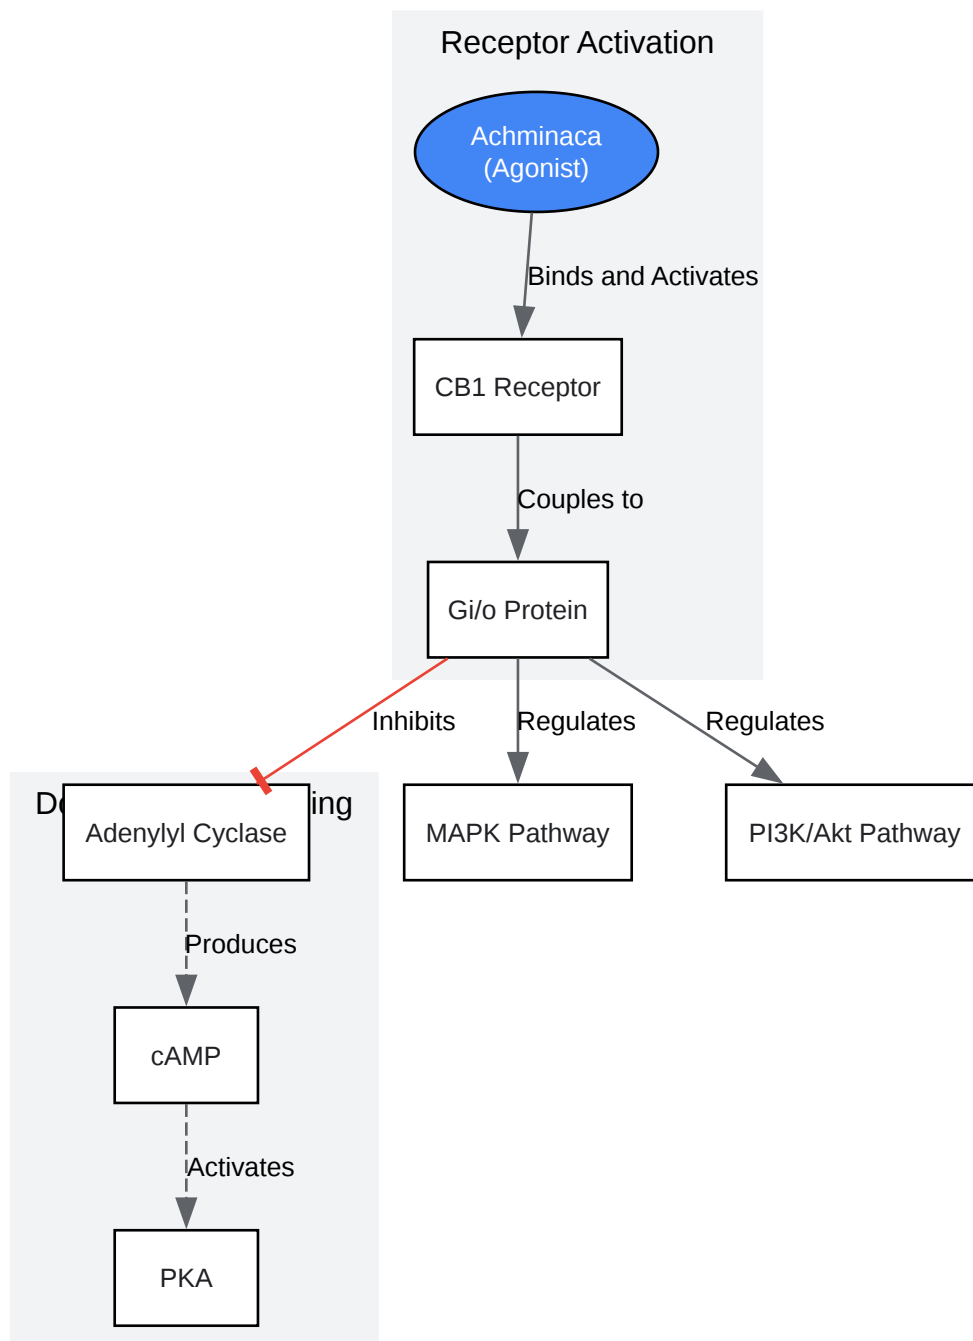 Receptor Activation
Achminaca
(Agonist)
Binds and Activates
CB1 Receptor
Couples to
Gi/o Protein
Inhibits
Regulates
Regulates
Adenylyl Cyclase
MAPK Pathway
PI3K/Akt Pathway
Produces
cAMP
Activates
PKA